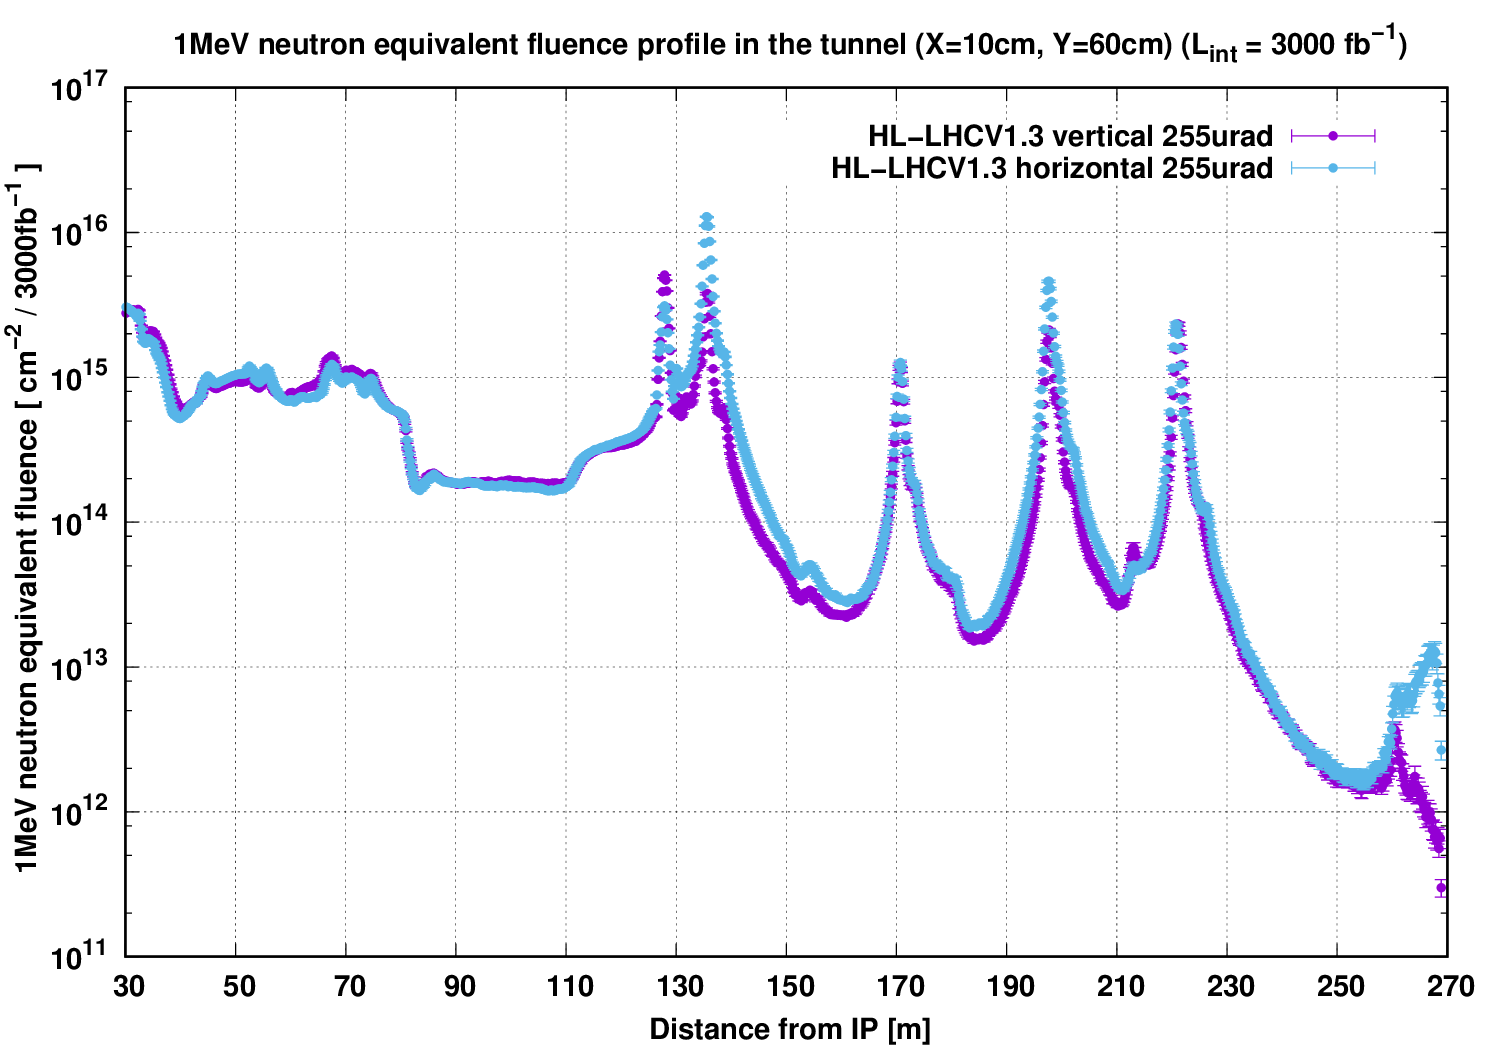 1MeV neutron equivalent fluence profile in the tunnel (X=10cm, Y=60cm) (Lint = 3000 fb−1)
HL−LHCV1.3 vertical 255urad
HL−LHCV1.3 horizontal 255urad
1MeV neutron equivalent fluence [ cm−2 / 3000fb−1 ]
10^17
10^16
10^15
10^14
10^13
10^12
10^11
30 50 70 90 110 130 150 170 190 210 230 250 270
Distance from IP [m]